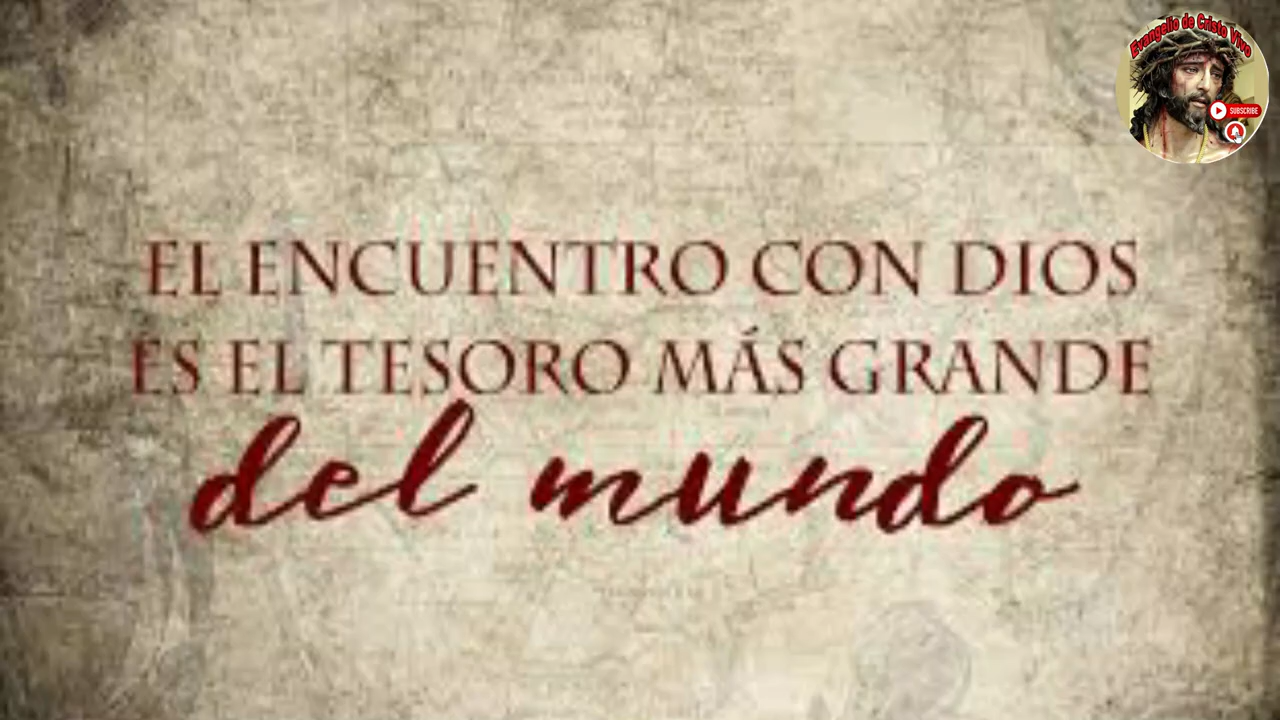 Evangelio de Cristo Vivo
SUBSCRIBE
EL ENCUENTRO CON DIOS
ES EL TESORO MÁS GRANDE
del mundo